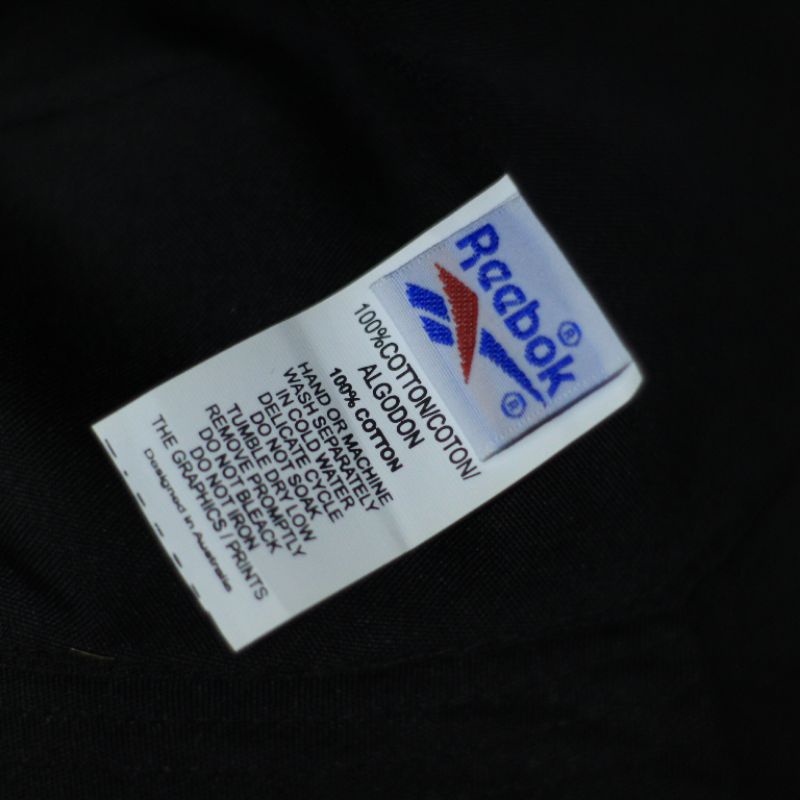 Reebok®
®
100%COTTON/COTON/
ALGODON
100% COTTON
HAND OR MACHINE
WASH SEPARATELY
IN COLD WATER
DELICATE CYCLE
DO NOT SOAK
TUMBLE DRY LOW
REMOVE PROMPTLY
DO NOT BLEACK
DO NOT IRON
THE GRAPHICS / PRINTS
Designed in Australia